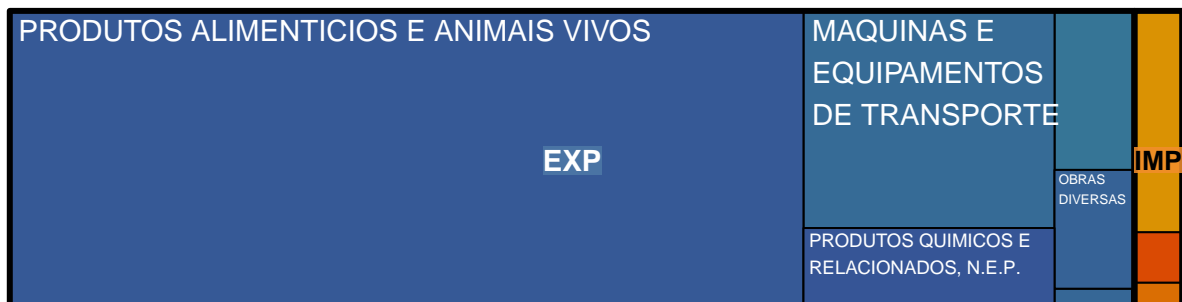 PRODUTOS ALIMENTICIOS E ANIMAIS VIVOS
MAQUINAS E
EQUIPAMENTOS
DE TRANSPORTE
EXP
IMP
OBRAS
DIVERSAS
PRODUTOS QUIMICOS E
RELACIONADOS, N.E.P.